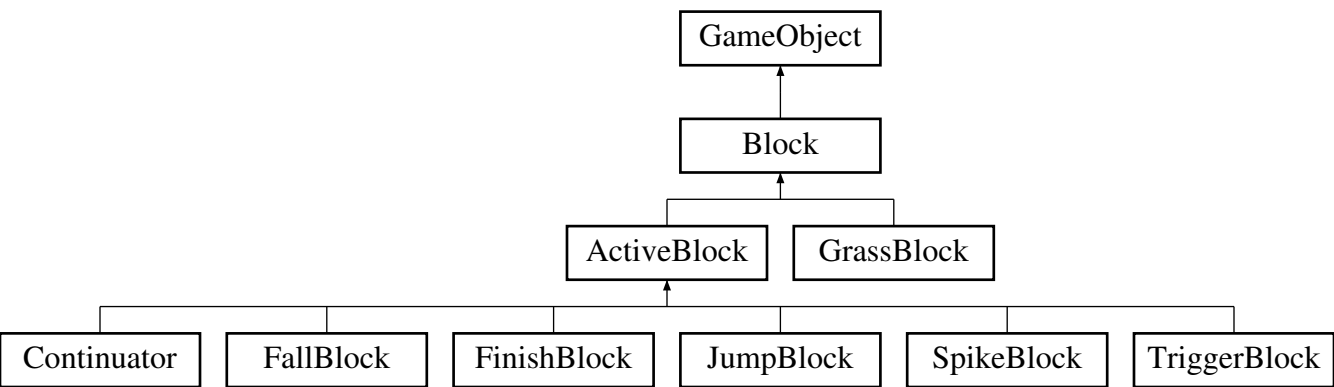 GameObject
Block
ActiveBlock GrassBlock
Continuator FallBlock FinishBlock JumpBlock SpikeBlock TriggerBlock